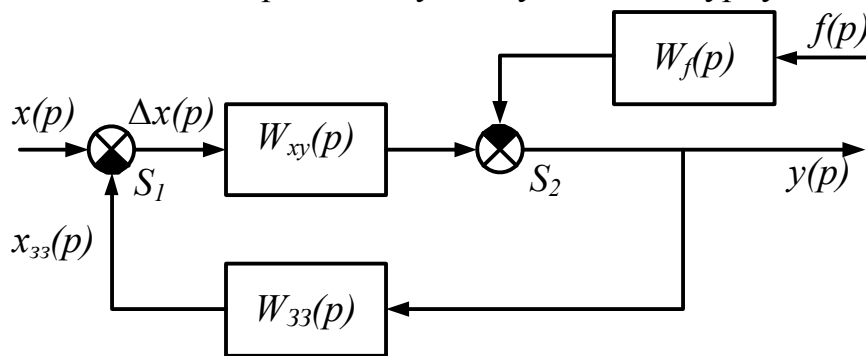 f(p)
W_f(p)
x(p)
Δx(p)
W_xy(p)
S_1
S_2
y(p)
x_зз(p)
W_ЗЗ(p)